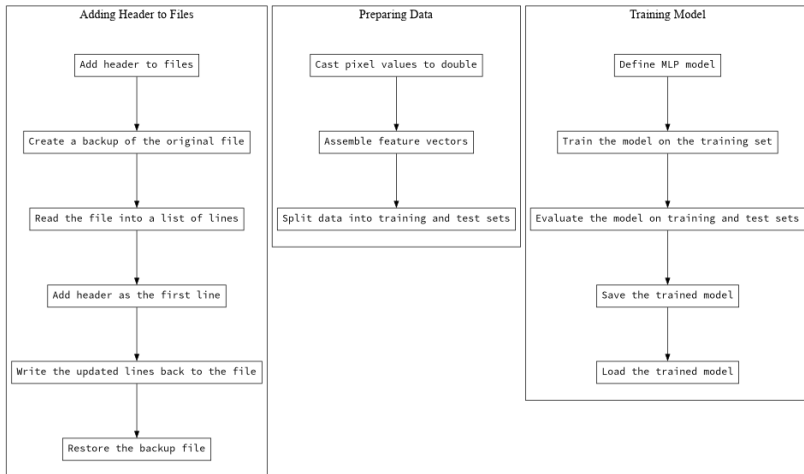 Adding Header to Files
Add header to files
Create a backup of the original file
Read the file into a list of lines
Add header as the first line
Write the updated lines back to the file
Restore the backup file
Preparing Data
Cast pixel values to double
Assemble feature vectors
Split data into training and test sets
Training Model
Define MLP model
Train the model on the training set
Evaluate the model on training and test sets
Save the trained model
Load the trained model